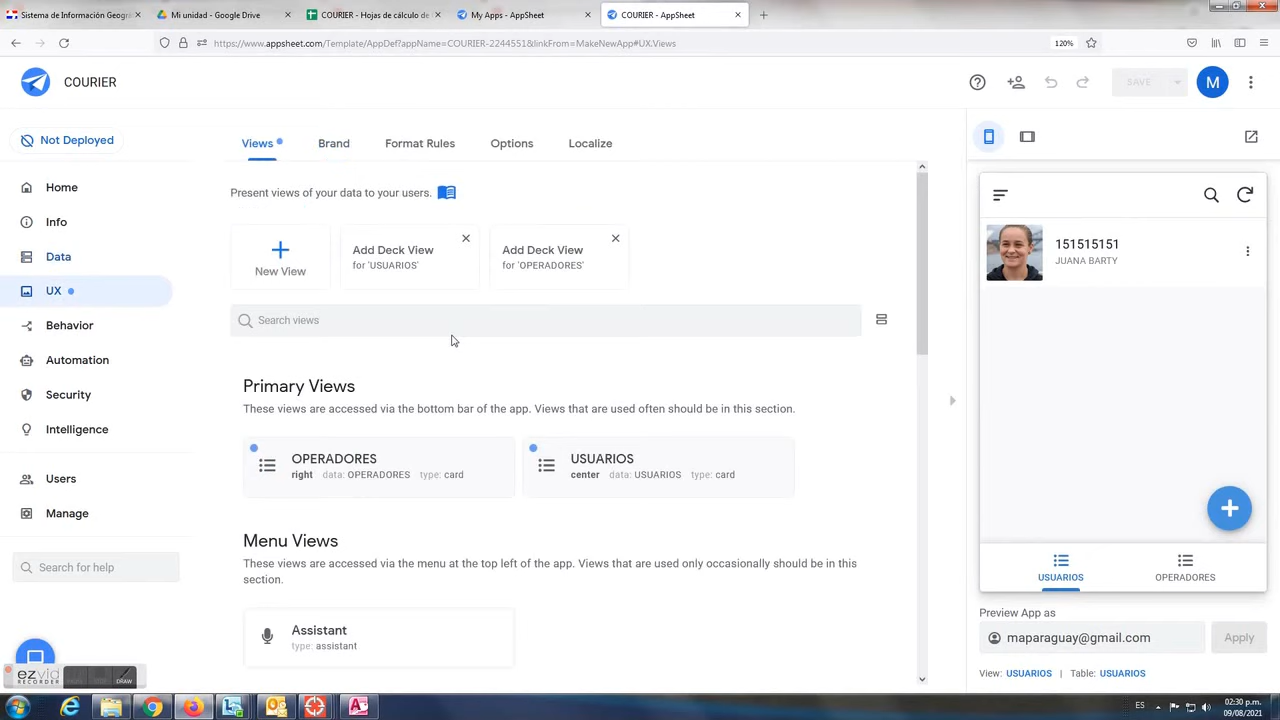 Sistema de Información Geogra
Mi unidad - Google Drive
COURIER - Hojas de cálculo de
My Apps - AppSheet
COURIER - AppSheet
https://www.appsheet.com/Template/AppDef?appName=COURIER-2244551&linkFrom=MakeNewApp#UX.Views
120%
COURIER
SAVE
M
Not Deployed
Views
Brand
Format Rules
Options
Localize
Home
Info
Data
UX
Behavior
Automation
Security
Intelligence
Users
Manage
Search for help
Present views of your data to your users.
New View
Add Deck View
for 'USUARIOS'
Add Deck View
for 'OPERADORES'
Search views
Primary Views
These views are accessed via the bottom bar of the app. Views that are used often should be in this section.
OPERADORES
right data: OPERADORES type: card
USUARIOS
center data: USUARIOS type: card
Menu Views
These views are accessed via the menu at the top left of the app. Views that are used only occasionally should be in this
section.
Assistant
type: assistant
151515151
JUANA BARTY
USUARIOS
OPERADORES
Preview App as
maparaguay@gmail.com
Apply
View: USUARIOS | Table: USUARIOS
ezvid
RECORDER
DRAW
ES
02:30 p.m.
09/08/2021